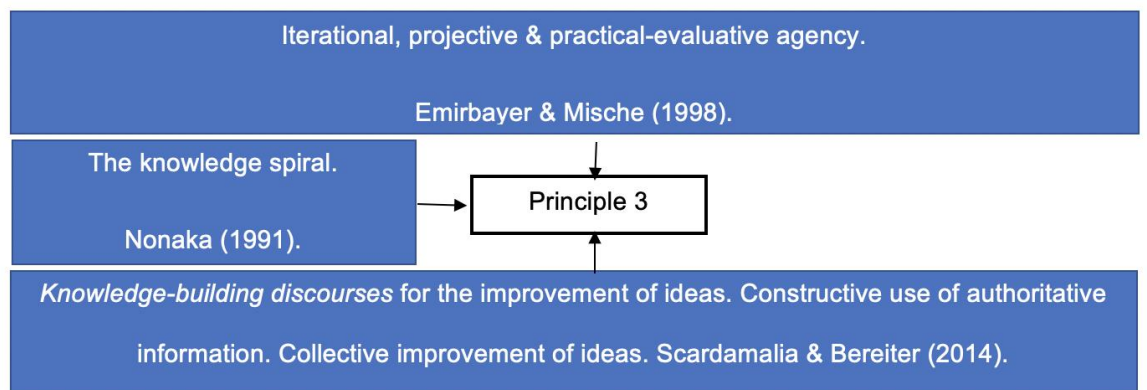 Iterational, projective & practical-evaluative agency.
Emirbayer & Mische (1998).
The knowledge spiral.
Nonaka (1991).
Principle 3
Knowledge-building discourses for the improvement of ideas. Constructive use of authoritative
information. Collective improvement of ideas. Scardamalia & Bereiter (2014).